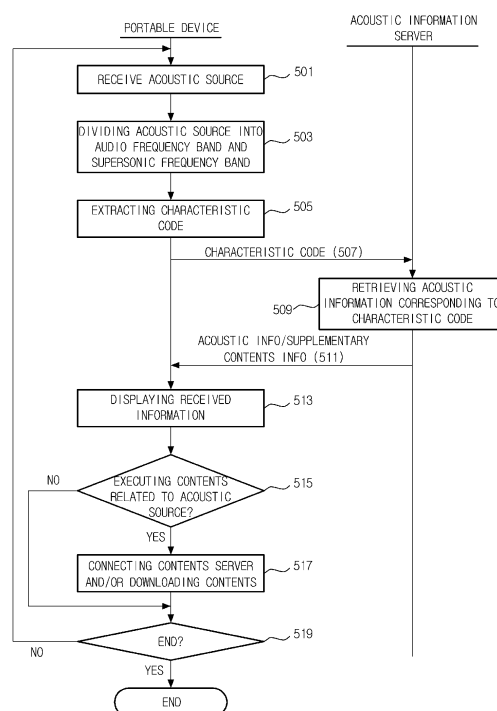 PORTABLE DEVICE
ACOUSTIC INFORMATION
SERVER
RECEIVE ACOUSTIC SOURCE
501
DIVIDING ACOUSTIC SOURCE INTO
AUDIO FREQUENCY BAND AND
SUPERSONIC FREQUENCY BAND
503
EXTRACTING CHARACTERISTIC
CODE
505
CHARACTERISTIC CODE (507)
RETRIEVING ACOUSTIC
INFORMATION CORRESPONDING TO
CHARACTERISTIC CODE
509
ACOUSTIC INFO/SUPPLEMENTARY
CONTENTS INFO (511)
DISPLAYING RECEIVED
INFORMATION
513
NO
EXECUTING CONTENTS
RELATED TO ACOUSTIC
SOURCE?
515
YES
CONNECTING CONTENTS SERVER
AND/OR DOWNLOADING CONTENTS
517
END?
519
NO
YES
END